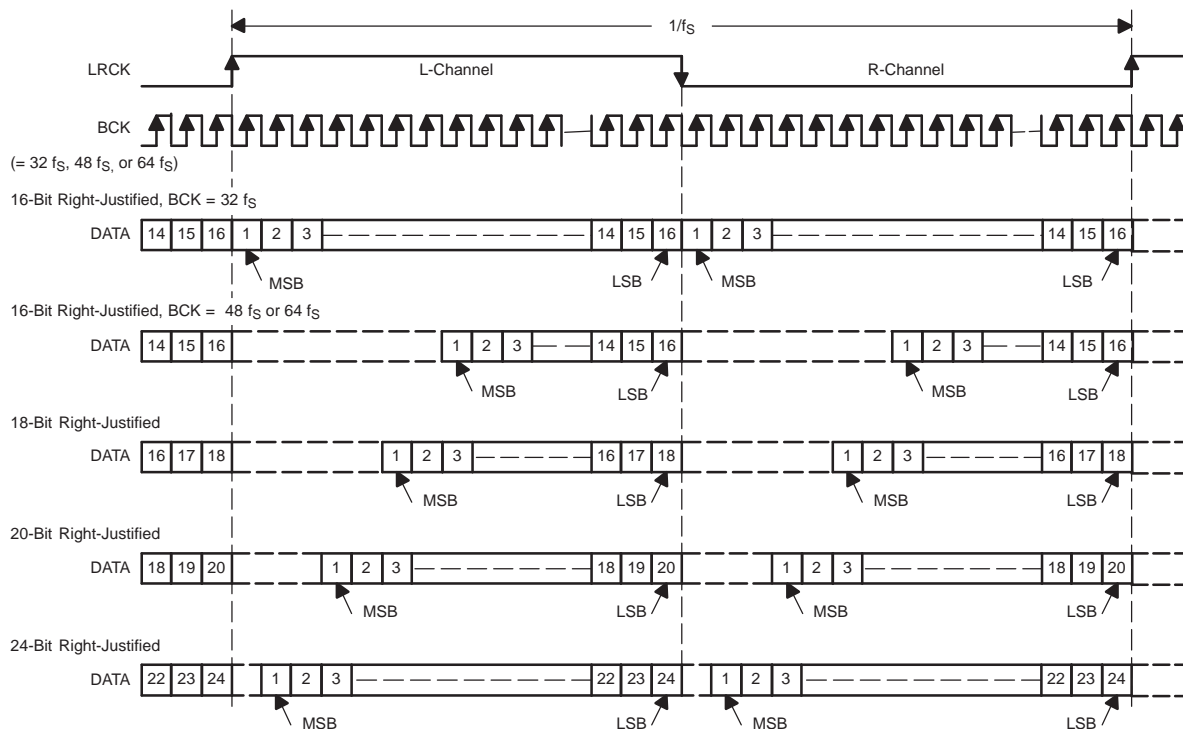 1/fS
LRCK L-Channel R-Channel
BCK
(= 32 fS, 48 fS, or 64 fS)
16-Bit Right-Justified, BCK = 32 fS
DATA 14 15 16 1 2 3 14 15 16 1 2 3 14 15 16
MSB LSB MSB LSB
16-Bit Right-Justified, BCK = 48 fS or 64 fS
DATA 14 15 16 1 2 3 14 15 16 1 2 3 14 15 16
MSB LSB MSB LSB
18-Bit Right-Justified
DATA 16 17 18 1 2 3 16 17 18 1 2 3 16 17 18
MSB LSB MSB LSB
20-Bit Right-Justified
DATA 18 19 20 1 2 3 18 19 20 1 2 3 18 19 20
MSB LSB MSB LSB
24-Bit Right-Justified
DATA 22 23 24 1 2 3 22 23 24 1 2 3 22 23 24
MSB LSB MSB LSB